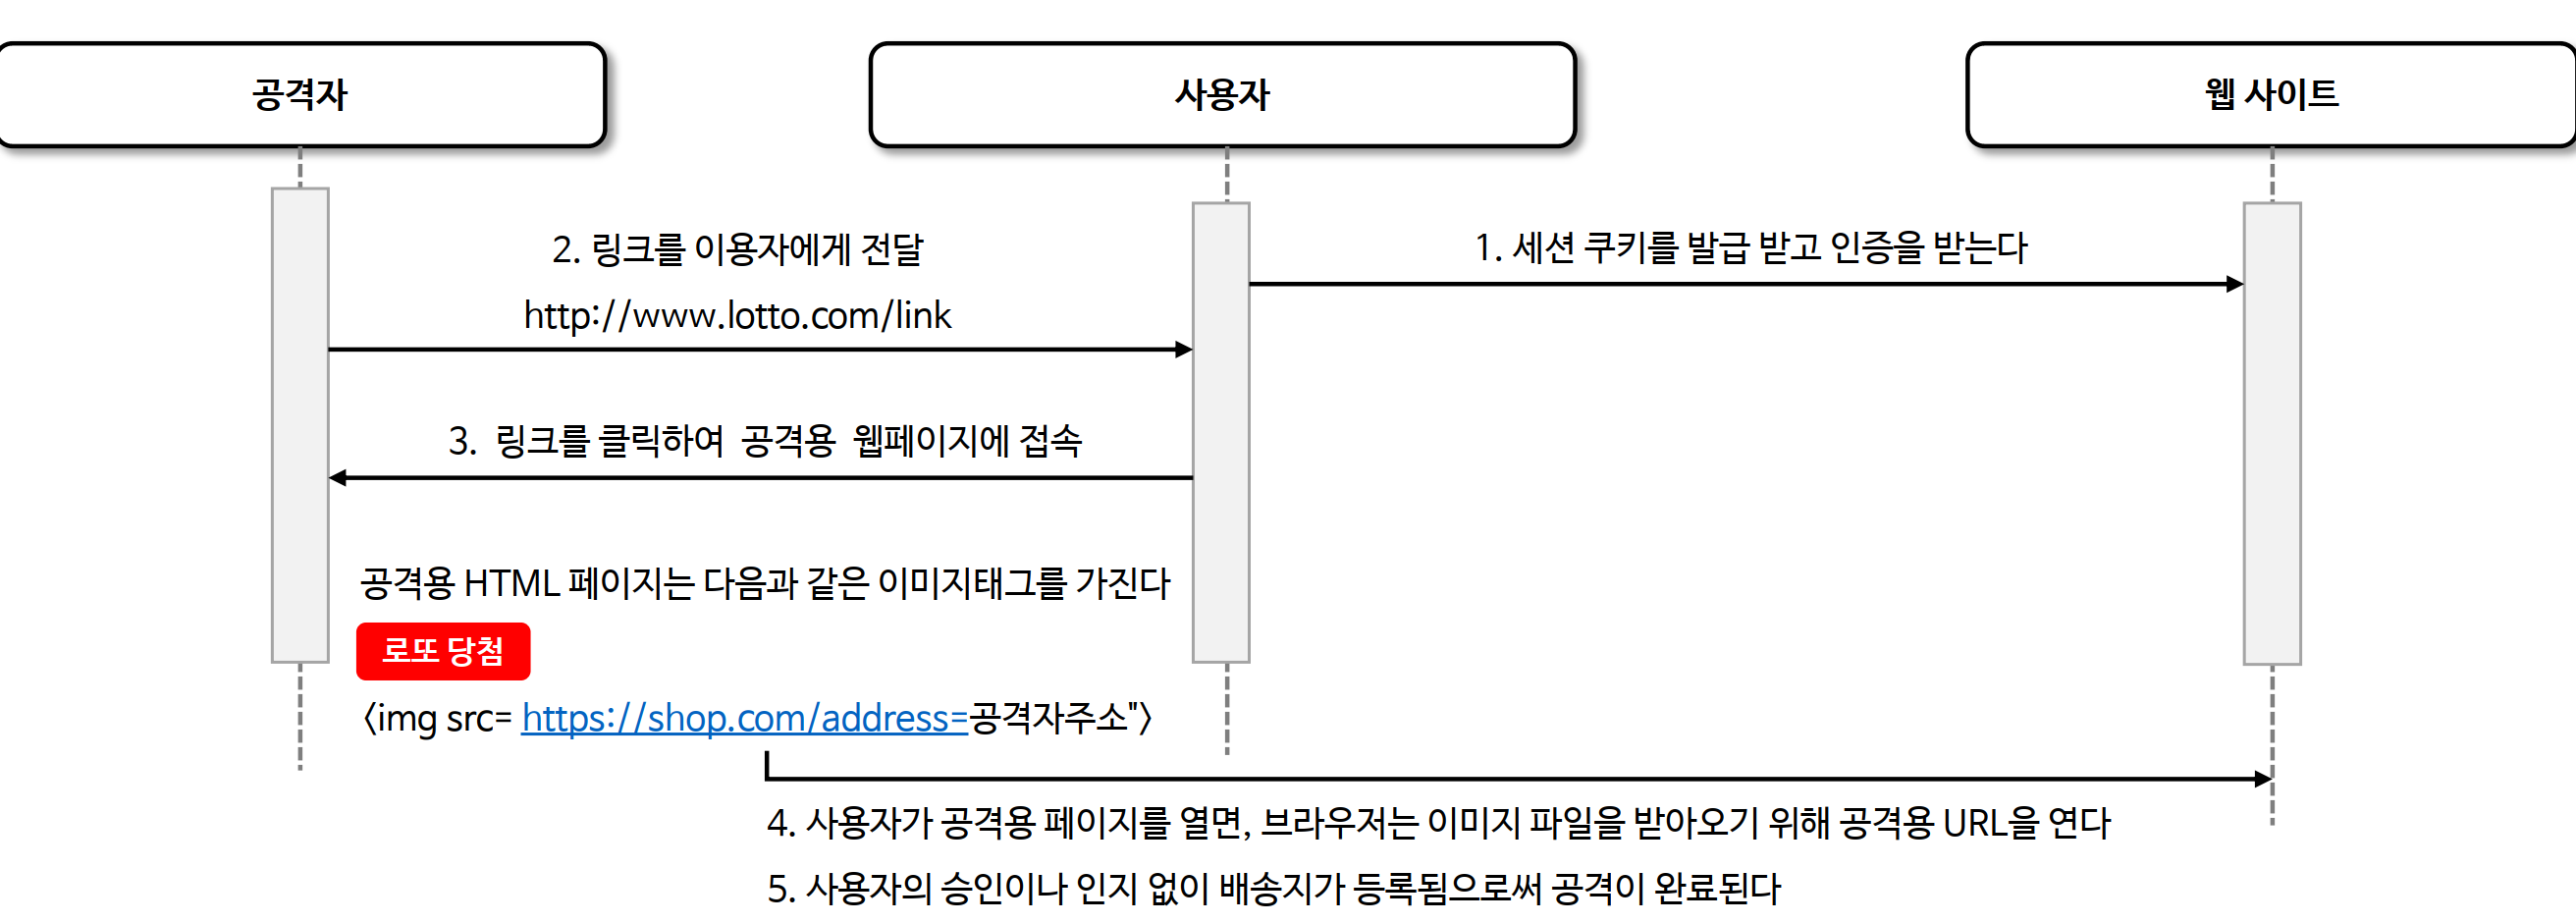 공격자
사용자
웹 사이트
2. 링크를 이용자에게 전달
http://www.lotto.com/link
1. 세션 쿠키를 발급 받고 인증을 받는다
3. 링크를 클릭하여 공격용 웹페이지에 접속
공격용 HTML 페이지는 다음과 같은 이미지태그를 가진다
로또 당첨
<img src= https://shop.com/address=공격자주소">
4. 사용자가 공격용 페이지를 열면, 브라우저는 이미지 파일을 받아오기 위해 공격용 URL을 연다
5. 사용자의 승인이나 인지 없이 배송지가 등록됨으로써 공격이 완료된다